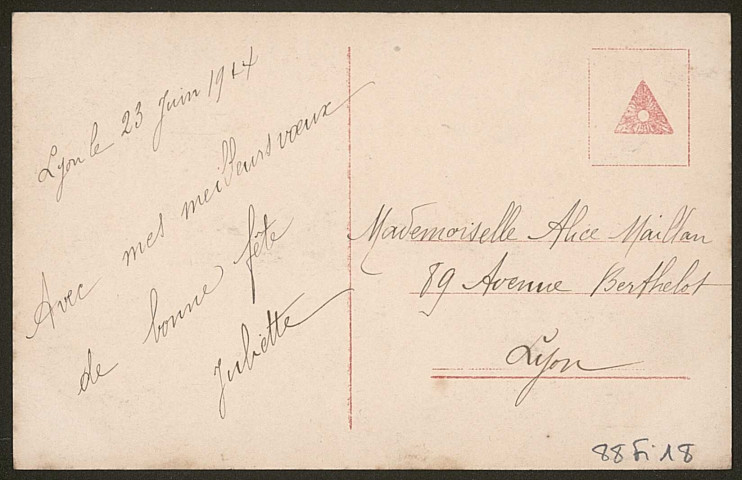 Lyon le 23 Juin 1914
Avec mes meilleurs vœux
de bonne fête
Juliette
Mademoiselle Alice Maillan
89 Avenue Berthelot
Lyon
88 Fi 18